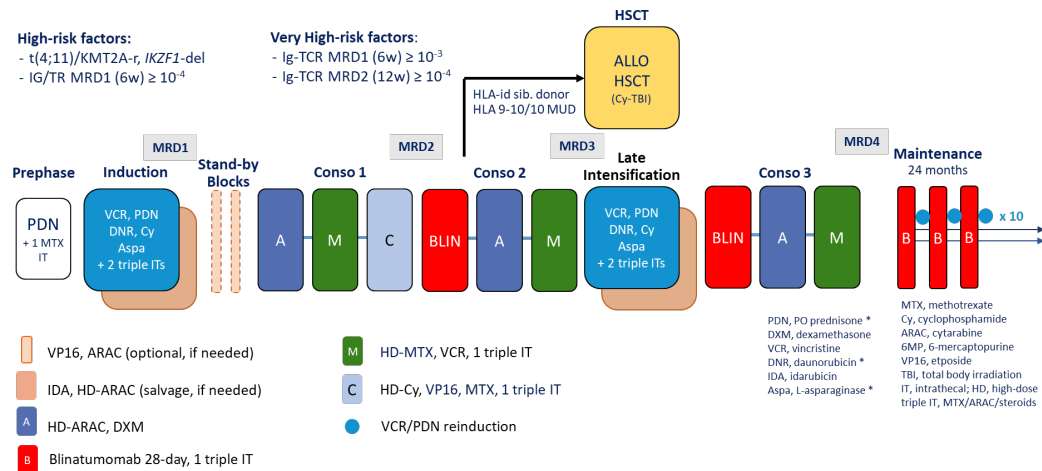 HSCT
High-risk factors:
- t(4;11)/KMT2A-r, IKZF1-del
- IG/TR MRD1 (6w) ≥ 10-4
Very High-risk factors:
- Ig-TCR MRD1 (6w) ≥ 10-3
- Ig-TCR MRD2 (12w) ≥ 10-4
ALLO
HSCT
(Cy-TBI)
HLA-id sib. donor
HLA 9-10/10 MUD
MRD1
MRD2
MRD3
MRD4
Prephase
Induction
Stand-by
Blocks
Conso 1
Conso 2
Late
Intensification
Conso 3
Maintenance
24 months
PDN
+ 1 MTX
IT
VCR, PDN
DNR, Cy
Aspa
+ 2 triple ITs
A
M
C
BLIN
A
M
VCR, PDN
DNR, Cy
Aspa
+ 2 triple ITs
BLIN
A
M
B
B
B
x 10
VP16, ARAC (optional, if needed)
IDA, HD-ARAC (salvage, if needed)
A
HD-ARAC, DXM
B
Blinatumomab 28-day, 1 triple IT
M
HD-MTX, VCR, 1 triple IT
C
HD-Cy, VP16, MTX, 1 triple IT
VCR/PDN reinduction
PDN, PO prednisone *
DXM, dexamethasone
VCR, vincristine
DNR, daunorubicin *
IDA, idarubicin
Aspa, L-asparaginase *
MTX, methotrexate
Cy, cyclophosphamide
ARAC, cytarabine
6MP, 6-mercaptopurine
VP16, etposide
TBI, total body irradiation
IT, intrathecal; HD, high-dose
triple IT, MTX/ARAC/steroids